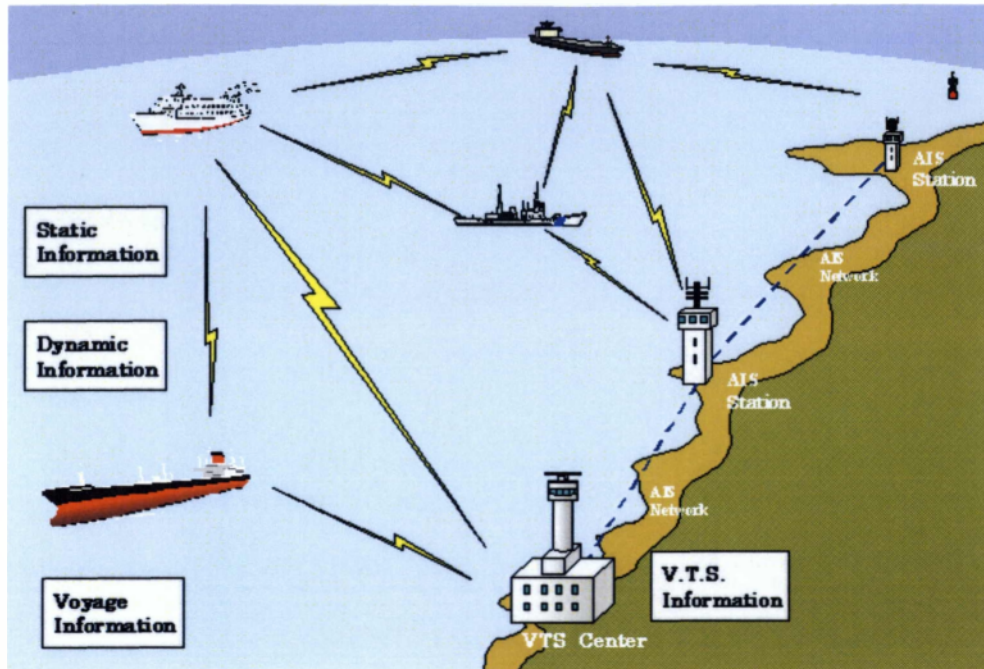 AIS
Station
Static
Information
AIS
Network
Dynamic
Information
AIS
Station
AIS
Network
V.T.S.
Information
Voyage
Information
VTS Center